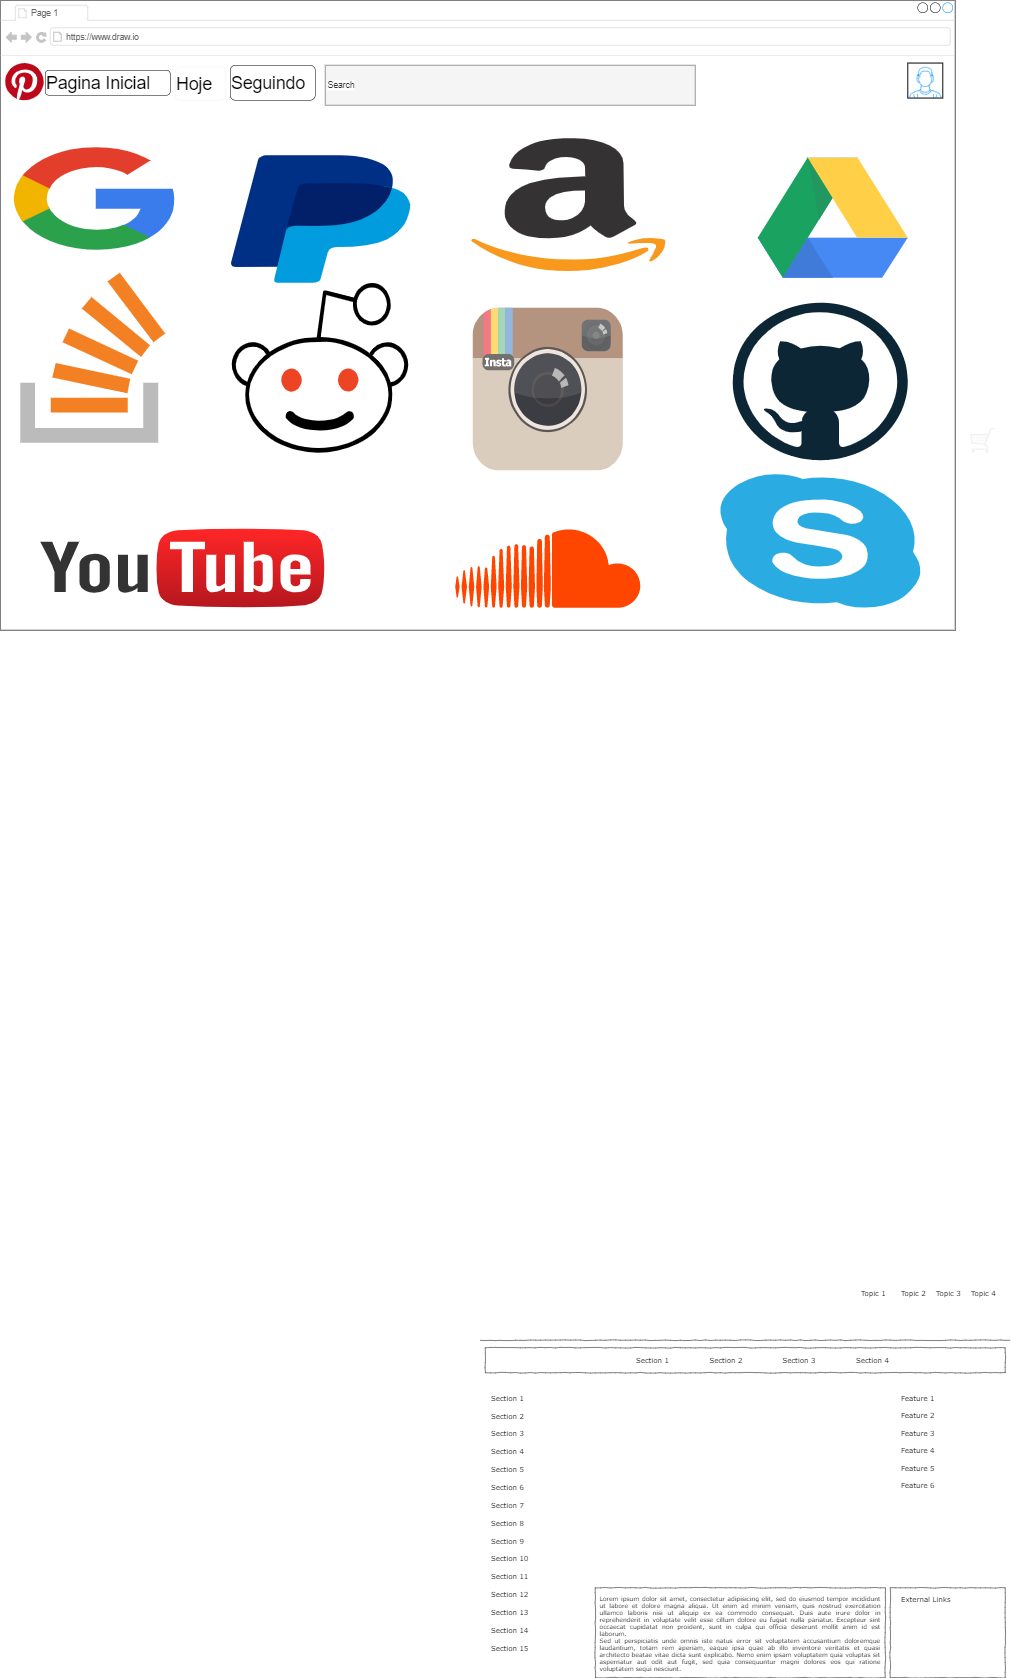 Page 1
https://www.draw.io
Pagina Inicial
Hoje
Seguindo
Search
Insta
YouTube
Topic 1 Topic 2 Topic 3 Topic 4
Section 1 Section 2 Section 3 Section 4
Section 1
Section 2
Section 3
Section 4
Section 5
Section 6
Section 7
Section 8
Section 9
Section 10
Section 11
Section 12
Section 13
Section 14
Section 15
Feature 1
Feature 2
Feature 3
Feature 4
Feature 5
Feature 6
Lorem ipsum dolor sit amet, consectetur adipisicing elit, sed do eiusmod tempor incididunt
ut labore et dolore magna aliqua. Ut enim ad minim veniam, quis nostrud exercitation
ullamco laboris nisi ut aliquip ex ea commodo consequat. Duis aute irure dolor in
reprehenderit in voluptate velit esse cillum dolore eu fugiat nulla pariatur. Excepteur sint
occaecat cupidatat non proident, sunt in culpa qui officia deserunt mollit anim id est
laborum.
Sed ut perspiciatis unde omnis iste natus error sit voluptatem accusantium doloremque
laudantium, totam rem aperiam, eaque ipsa quae ab illo inventore veritatis et quasi
architecto beatae vitae dicta sunt explicabo. Nemo enim ipsam voluptatem quia voluptas sit
aspernatur aut odit aut fugit, sed quia consequuntur magni dolores eos qui ratione
voluptatem sequi nesciunt.
External Links